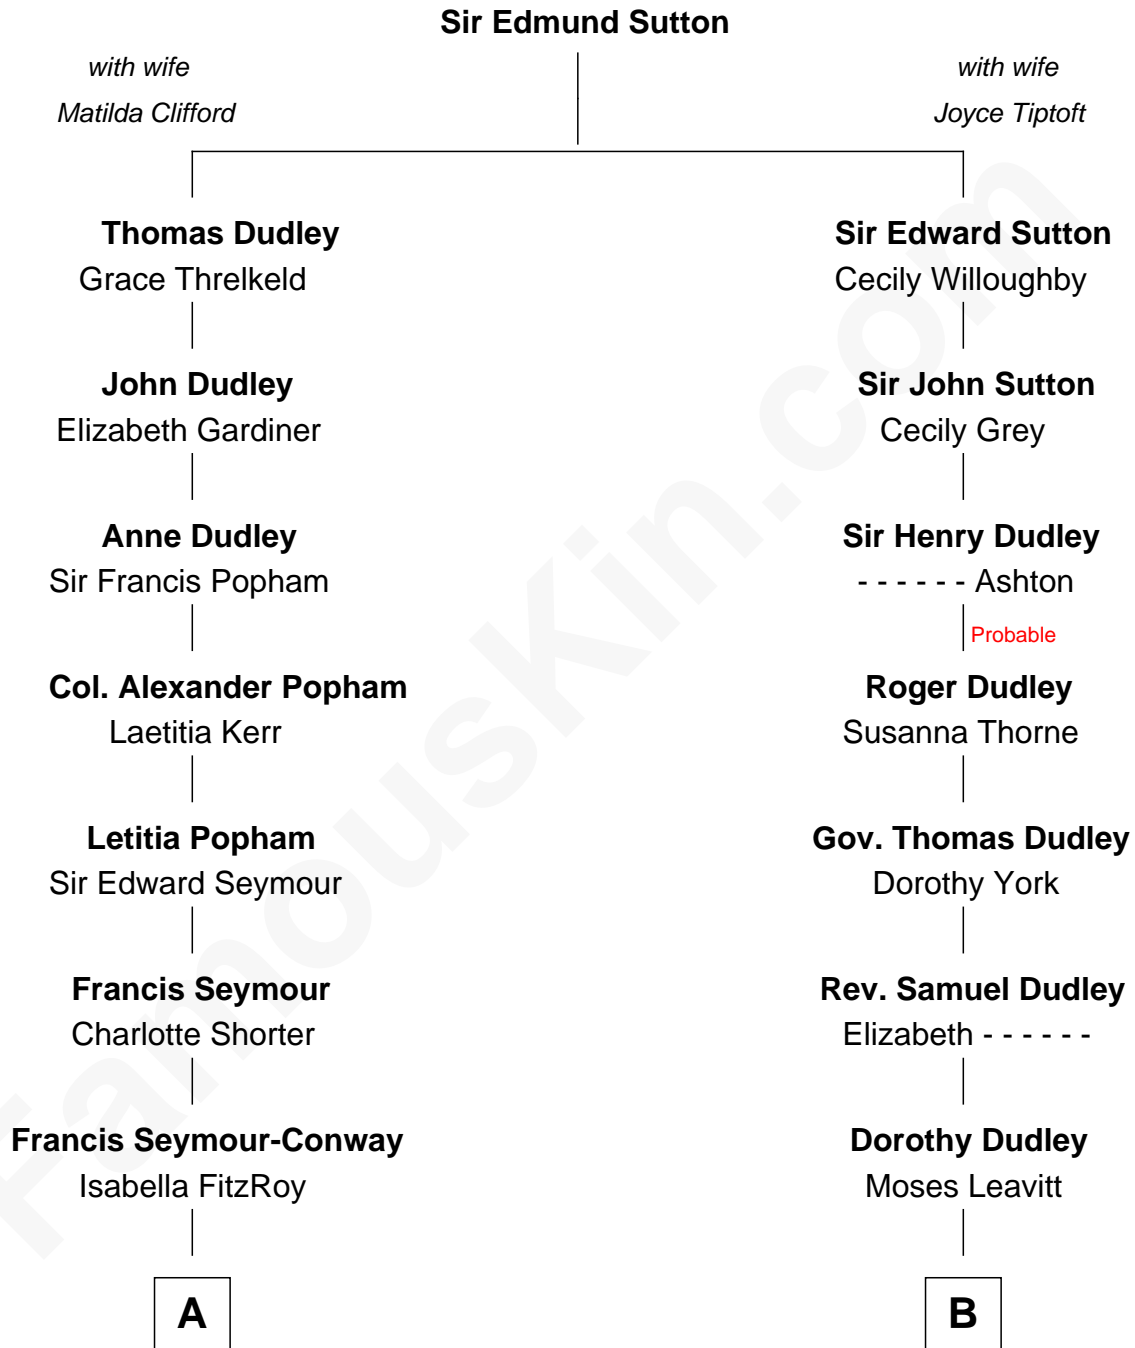 Sir Edmund Sutton
with wife
Matilda Clifford
with wife
Joyce Tiptoft
Thomas Dudley
Grace Threlkeld
Sir Edward Sutton
Cecily Willoughby
John Dudley
Elizabeth Gardiner
Sir John Sutton
Cecily Grey
Anne Dudley
Sir Francis Popham
Sir Henry Dudley
- - - - - - Ashton
Probable
Col. Alexander Popham
Laetitia Kerr
Roger Dudley
Susanna Thorne
Letitia Popham
Sir Edward Seymour
Gov. Thomas Dudley
Dorothy York
Francis Seymour
Charlotte Shorter
Rev. Samuel Dudley
Elizabeth - - - - - -
Francis Seymour-Conway
Isabella FitzRoy
Dorothy Dudley
Moses Leavitt
A
B
FamousKin.com